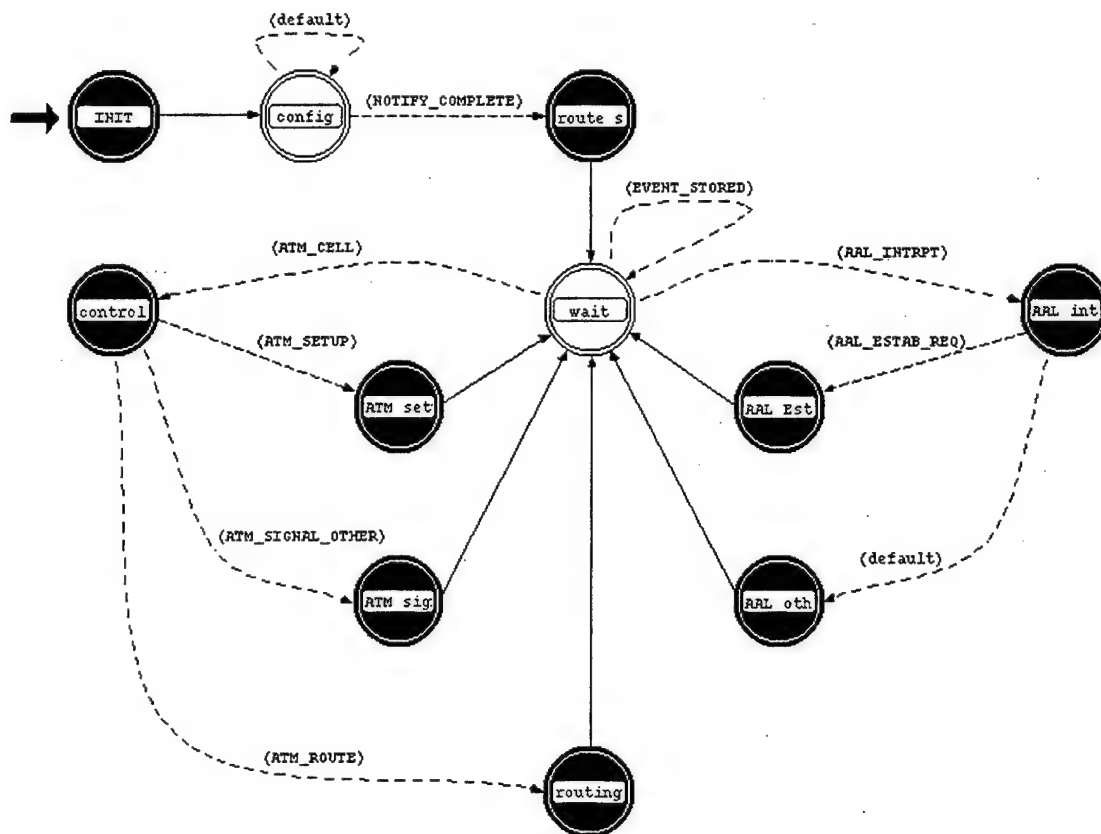 (default)
(NOTIFY_COMPLETE)
INIT
config
route s
(EVENT_STORED)
(ATM_CELL)
(AAL_INTRPT)
control
wait
AAL int
(ATM_SETUP)
(AAL_ESTAB_REQ)
ATM set
AAL Est
(ATM_SIGNAL_OTHER)
(default)
ATM sig
AAL oth
(ATM_ROUTE)
routing